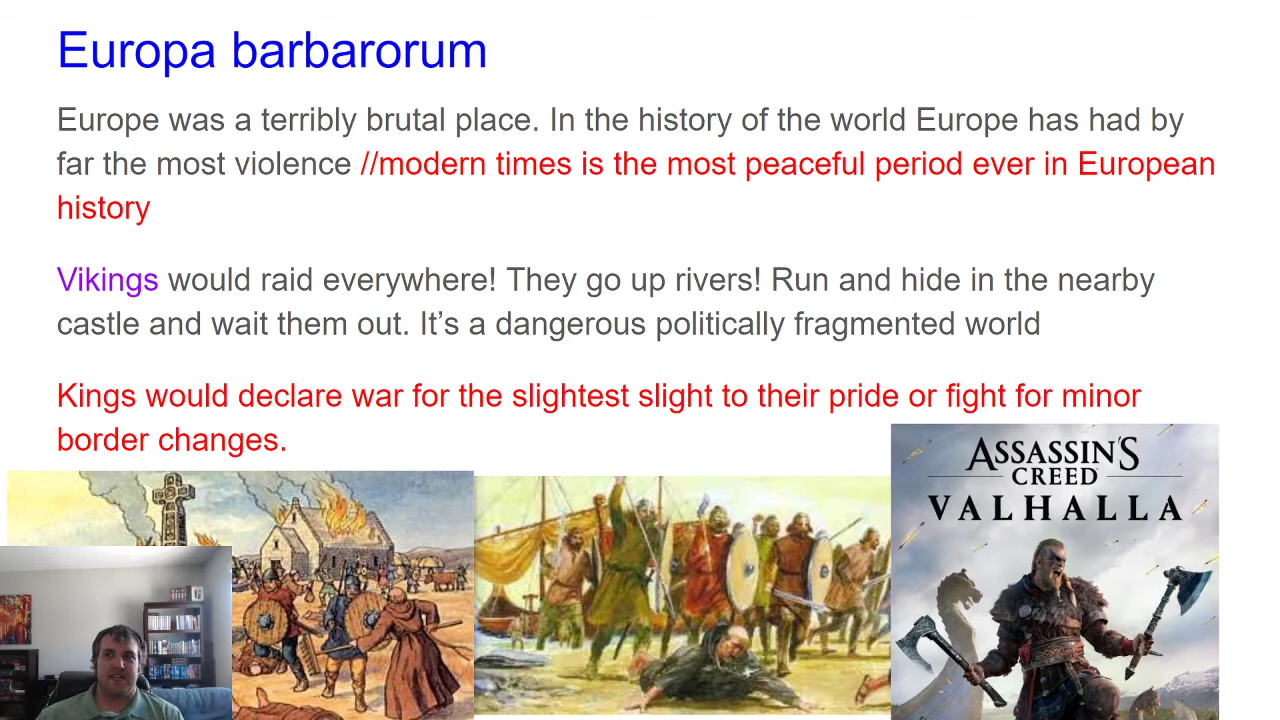 Europa barbarorum
Europe was a terribly brutal place. In the history of the world Europe has had by
far the most violence //modern times is the most peaceful period ever in European
history
Vikings would raid everywhere! They go up rivers! Run and hide in the nearby
castle and wait them out. It’s a dangerous politically fragmented world
Kings would declare war for the slightest slight to their pride or fight for minor
border changes.
ASSASSIN'S
CREED
VALHALLA